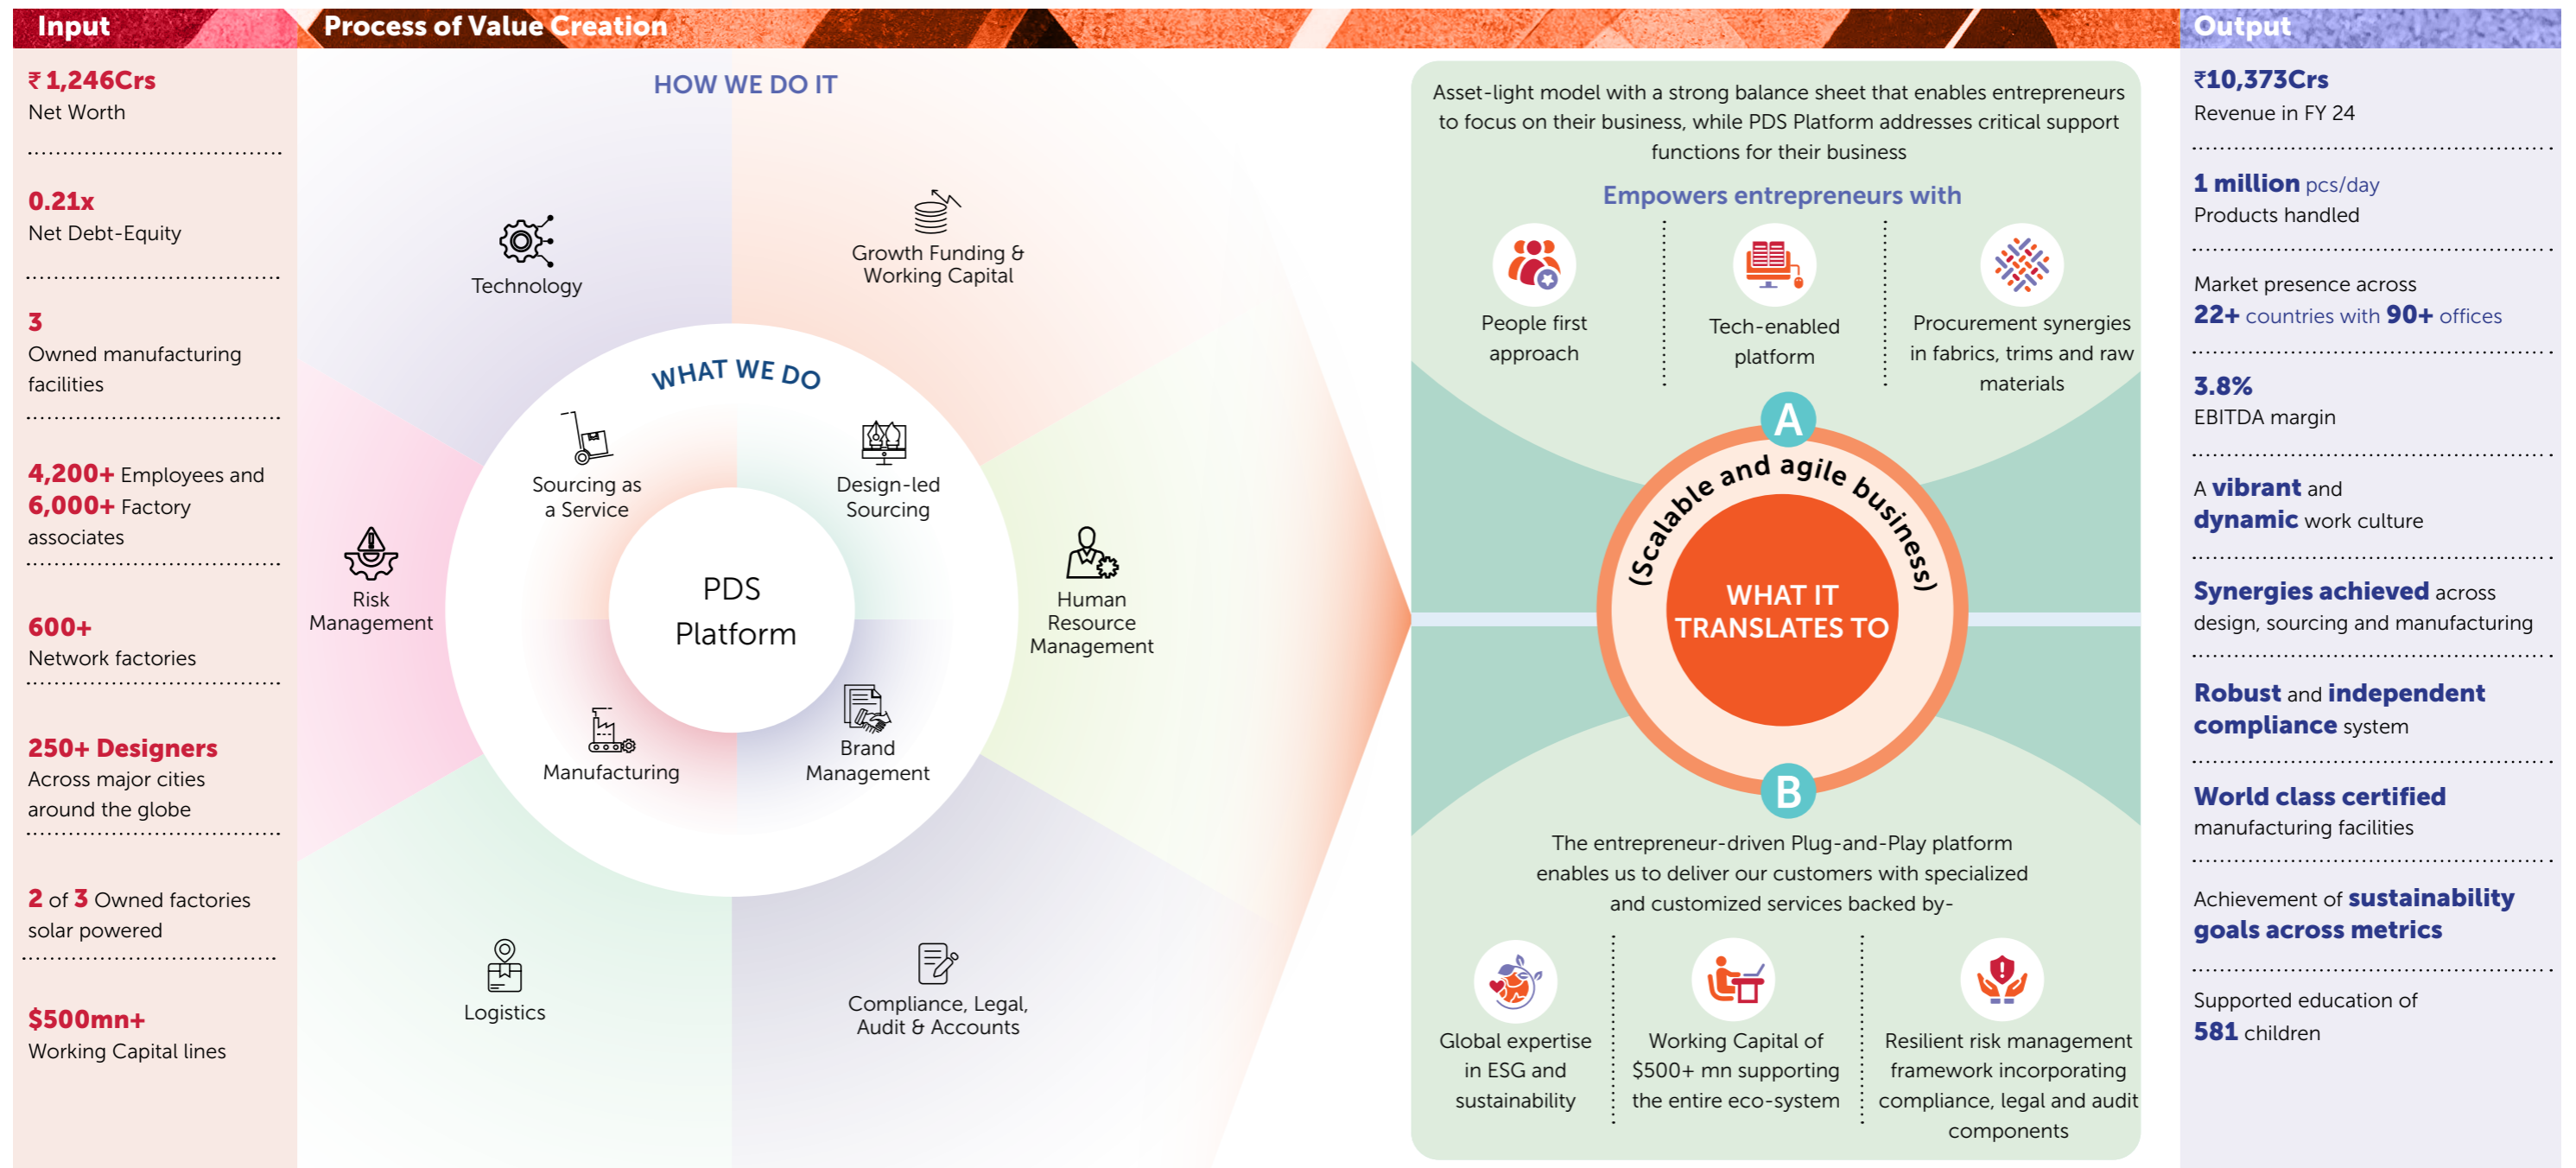 Input
₹ 1,246Crs
Net Worth
0.21x
Net Debt-Equity
3
Owned manufacturing
facilities
4,200+ Employees and
6,000+ Factory
associates
600+
Network factories
250+ Designers
Across major cities
around the globe
2 of 3 Owned factories
solar powered
$500mn+
Working Capital lines
Process of Value Creation
HOW WE DO IT
Technology
Growth Funding &
Working Capital
Risk
Management
Human
Resource
Management
Logistics
Compliance, Legal,
Audit & Accounts
WHAT WE DO
Sourcing as
a Service
Design-led
Sourcing
PDS
Platform
Manufacturing
Brand
Management
Asset-light model with a strong balance sheet that enables entrepreneurs
to focus on their business, while PDS Platform addresses critical support
functions for their business
Empowers entrepreneurs with
People first
approach
Tech-enabled
platform
Procurement synergies
in fabrics, trims and raw
materials
A
(Scalable and agile business)
WHAT IT
TRANSLATES TO
B
The entrepreneur-driven Plug-and-Play platform
enables us to deliver our customers with specialized
and customized services backed by-
Global expertise
in ESG and
sustainability
Working Capital of
$500+ mn supporting
the entire eco-system
Resilient risk management
framework incorporating
compliance, legal and audit
components
Output
₹10,373Crs
Revenue in FY 24
1 million pcs/day
Products handled
Market presence across
22+ countries with 90+ offices
3.8%
EBITDA margin
A vibrant and
dynamic work culture
Synergies achieved across
design, sourcing and manufacturing
Robust and independent
compliance system
World class certified
manufacturing facilities
Achievement of sustainability
goals across metrics
Supported education of
581 children